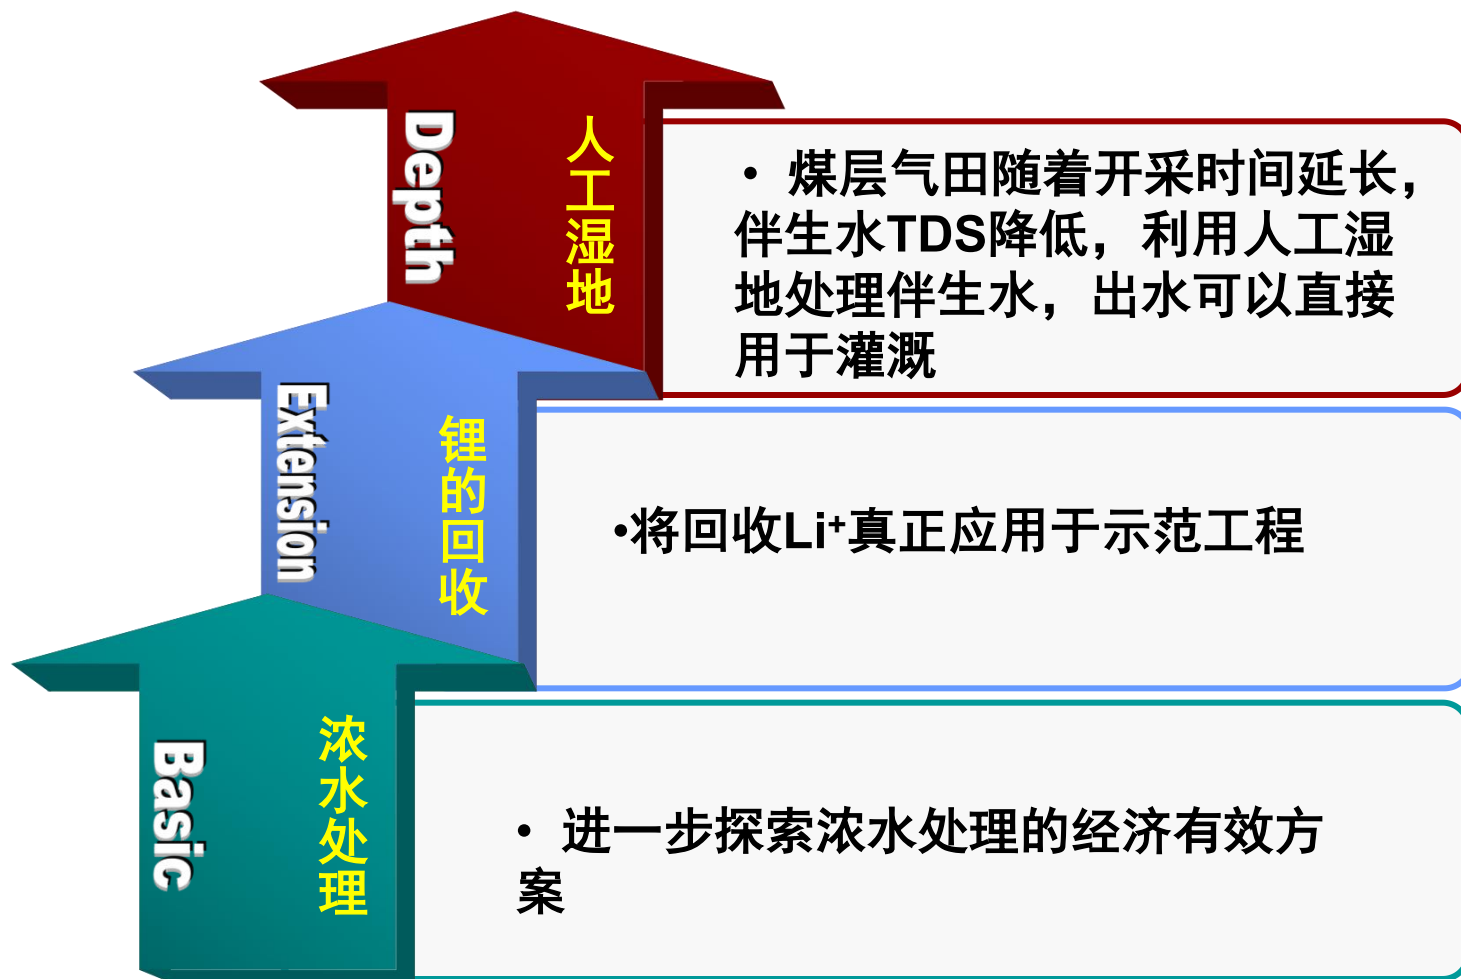 Depth
人工湿地
• 煤层气田随着开采时间延长，
伴生水TDS降低，利用人工湿
地处理伴生水，出水可以直接
用于灌溉
Extension
锂的回收
•将回收Li⁺真正应用于示范工程
Basic
浓水处理
• 进一步探索浓水处理的经济有效方
案